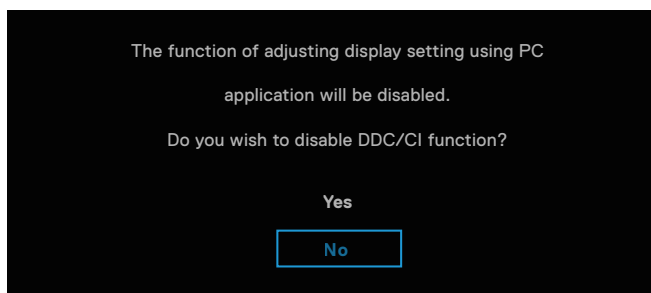 The function of adjusting display setting using PC
application will be disabled.
Do you wish to disable DDC/CI function?
Yes
No